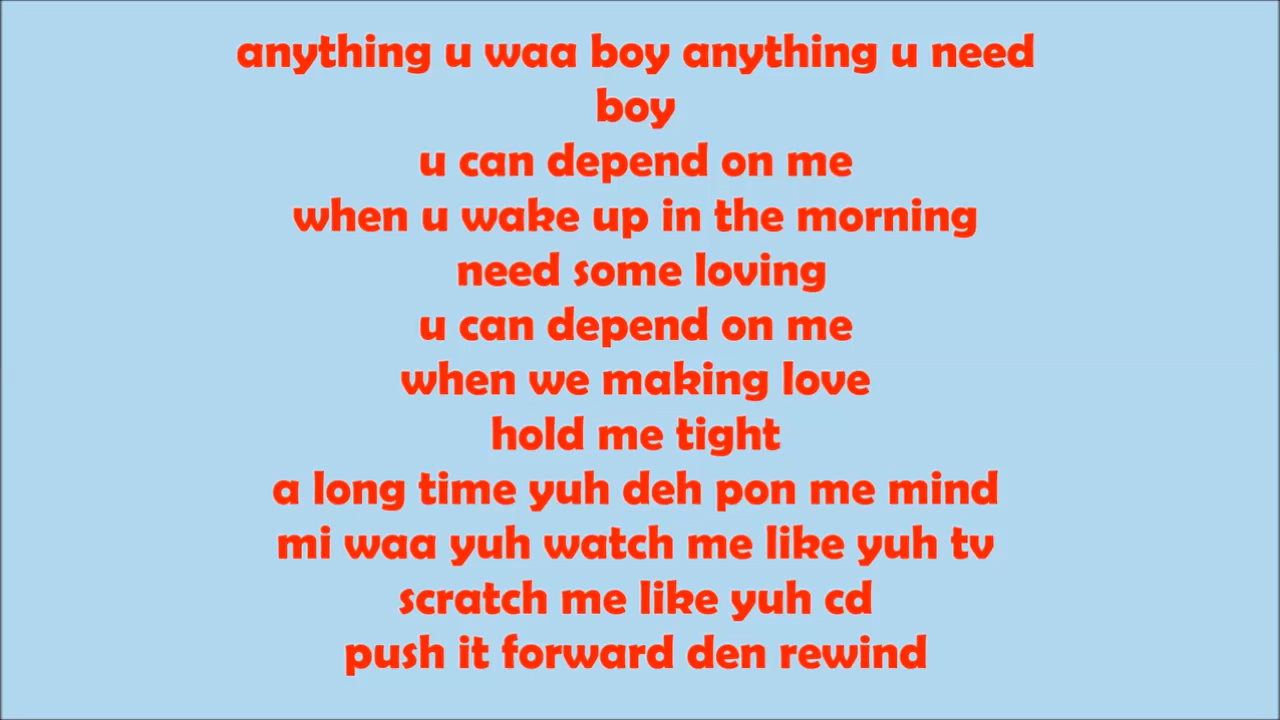 anything u waa boy anything u need
boy
u can depend on me
when u wake up in the morning
need some loving
u can depend on me
when we making love
hold me tight
a long time yuh deh pon me mind
mi waa yuh watch me like yuh tv
scratch me like yuh cd
push it forward den rewind